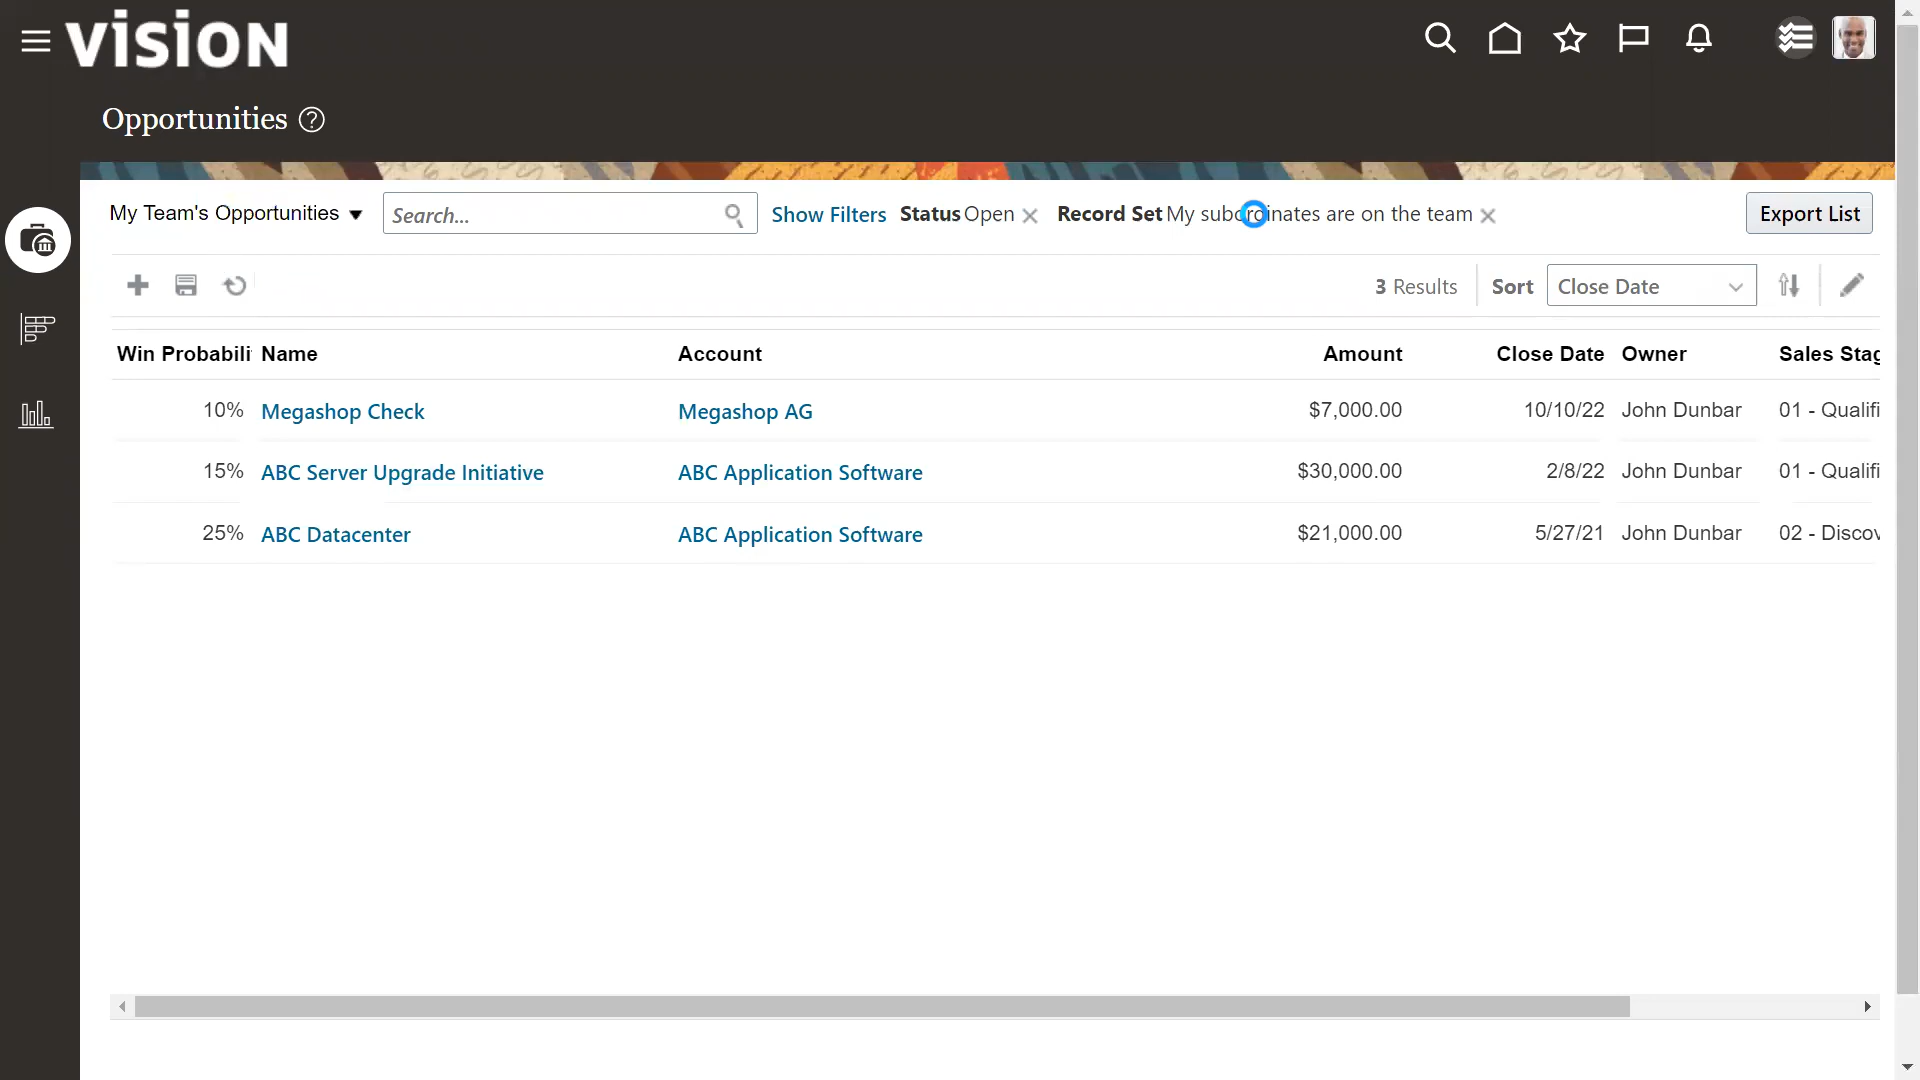 vision
Opportunities ?
My Team's Opportunities Search... Show Filters Status Open Record Set My subordinates are on the team Export List
3 Results Sort Close Date
Win Probabili Name Account Amount Close Date Owner Sales Stag
10% Megashop Check Megashop AG $7,000.00 10/10/22 John Dunbar 01 - Qualifi
15% ABC Server Upgrade Initiative ABC Application Software $30,000.00 2/8/22 John Dunbar 01 - Qualifi
25% ABC Datacenter ABC Application Software $21,000.00 5/27/21 John Dunbar 02 - Discov